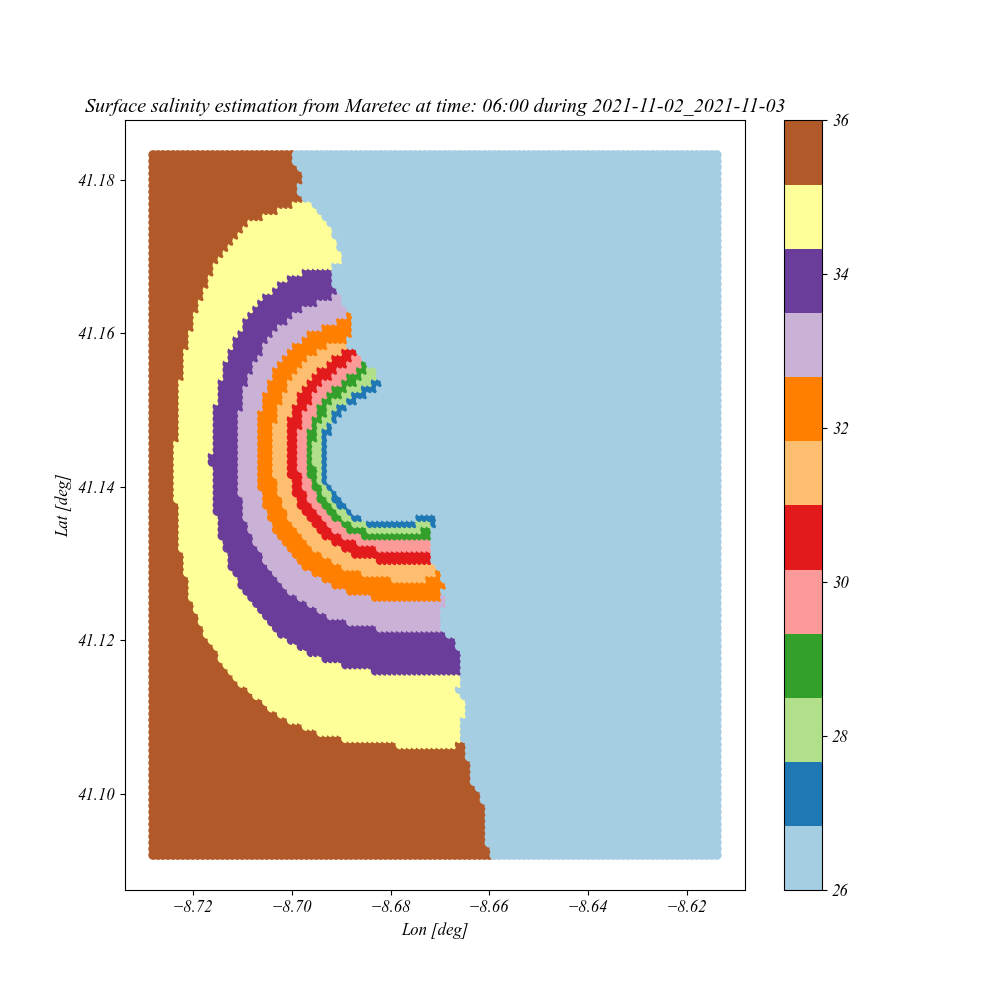 Surface salinity estimation from Maretec at time: 06:00 during 2021-11-02_2021-11-03
36
41.18
34
41.16
32
Lat [deg]
41.14
30
41.12
28
41.10
26
−8.72 −8.70 −8.68 −8.66 −8.64 −8.62
Lon [deg]